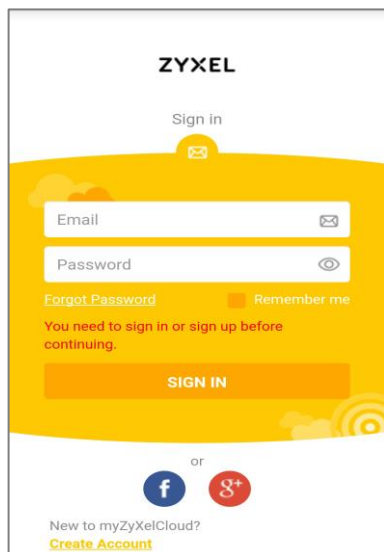 ZYXEL
Sign in
Email
Password
Forgot Password
Remember me
You need to sign in or sign up before
continuing.
SIGN IN
or
f
g+
New to myZyXelCloud?
Create Account